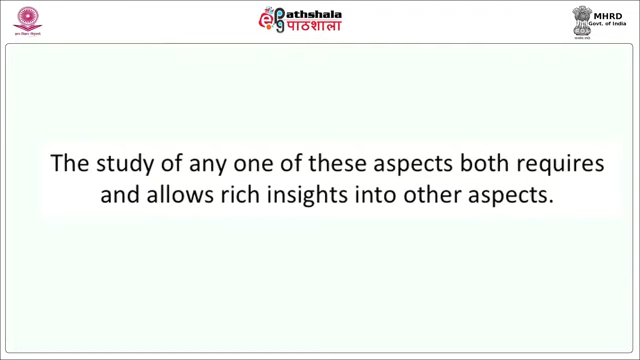 ePathshala
पाठशाला
MHRD
Govt. of India
The study of any one of these aspects both requires
and allows rich insights into other aspects.